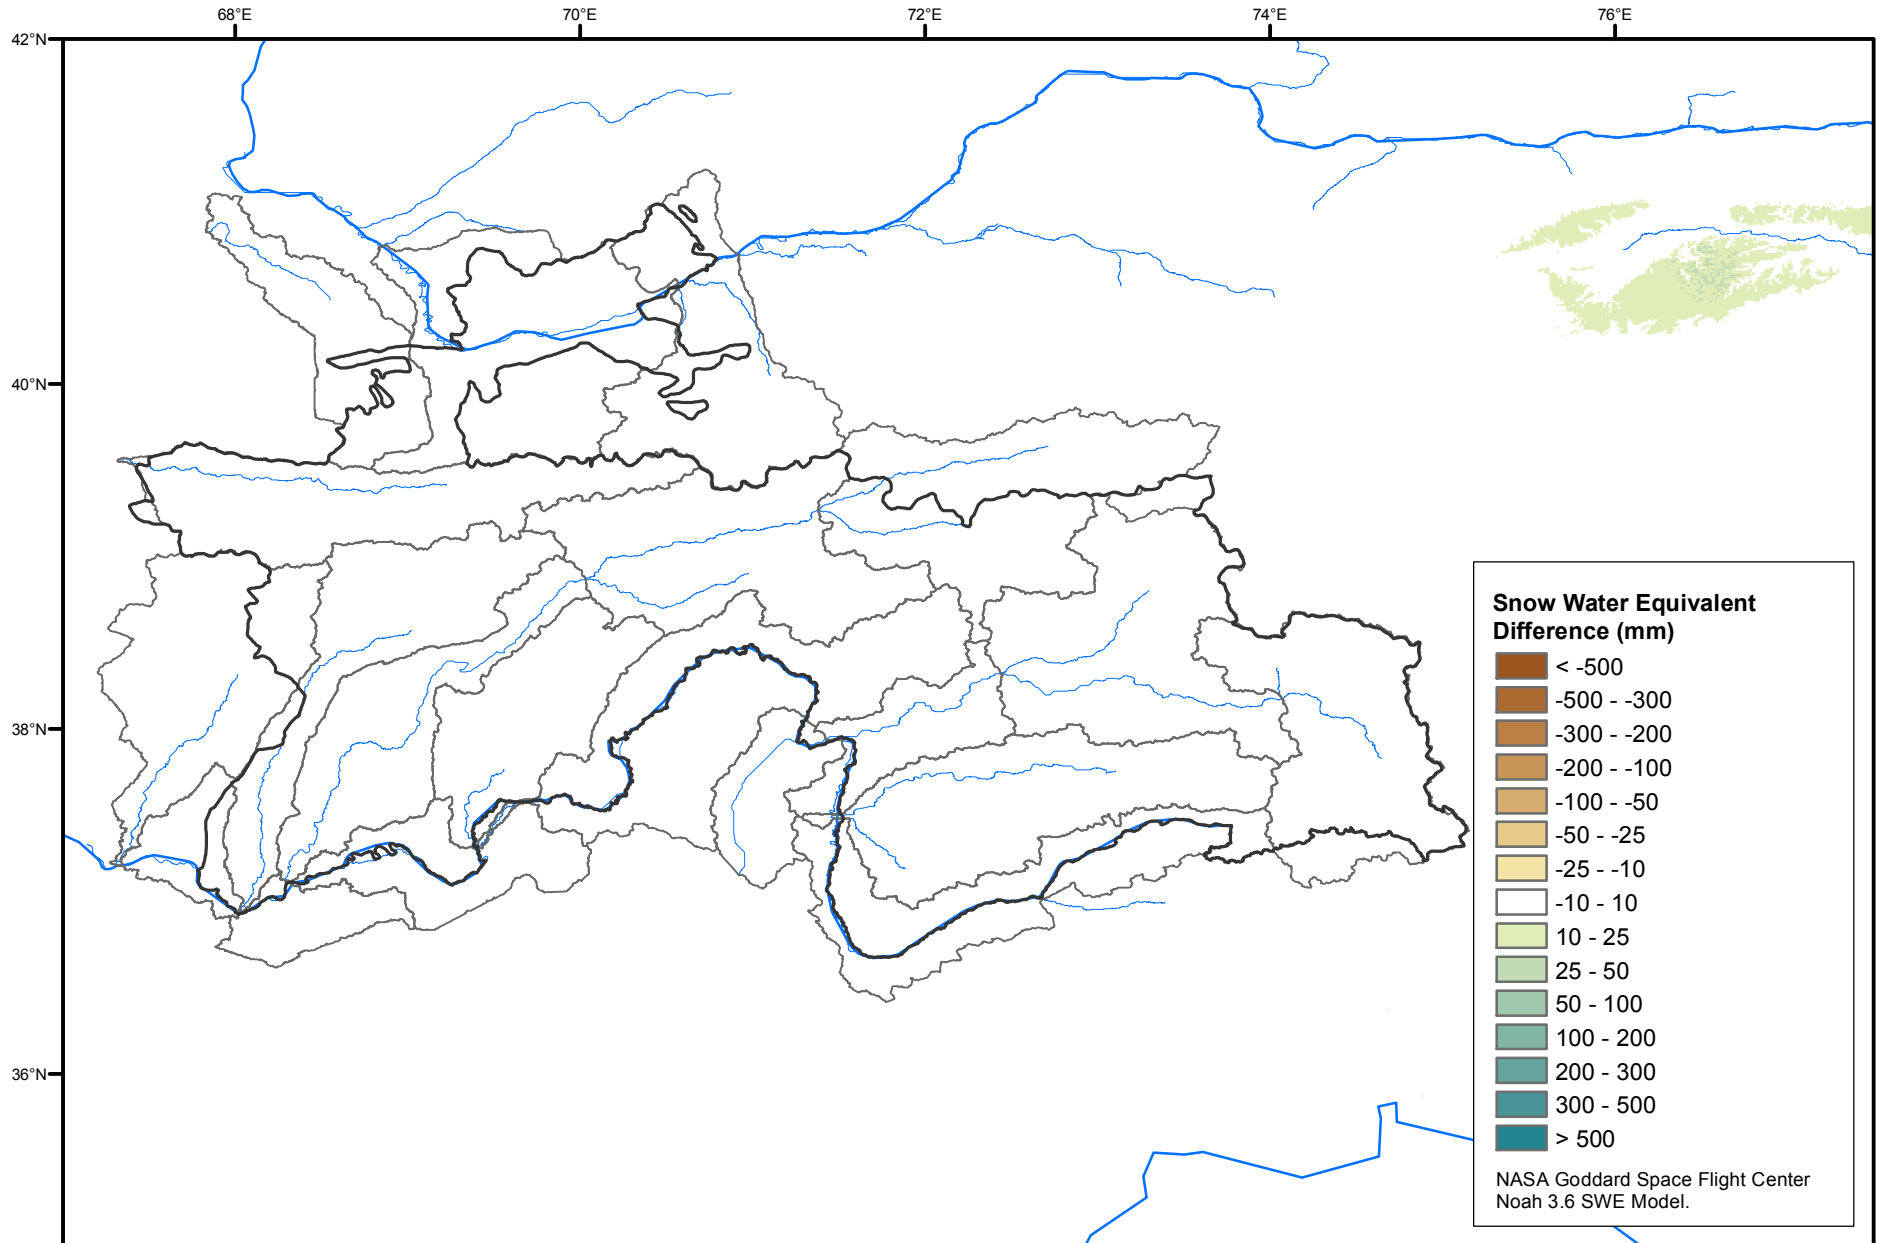 68°E 70°E 72°E 74°E 76°E
42°N
40°N
38°N
36°N
Snow Water Equivalent
Difference (mm)
< -500
-500 - -300
-300 - -200
-200 - -100
-100 - -50
-50 - -25
-25 - -10
-10 - 10
10 - 25
25 - 50
50 - 100
100 - 200
200 - 300
300 - 500
> 500
NASA Goddard Space Flight Center
Noah 3.6 SWE Model.